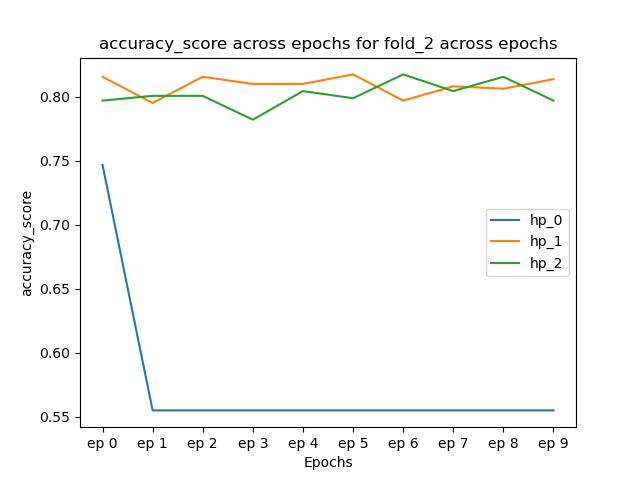 accuracy_score across epochs for fold_2 across epochs
accuracy_score
0.80
0.75
0.70
0.65
0.60
0.55
hp_0
hp_1
hp_2
ep 0 ep 1 ep 2 ep 3 ep 4 ep 5 ep 6 ep 7 ep 8 ep 9
Epochs